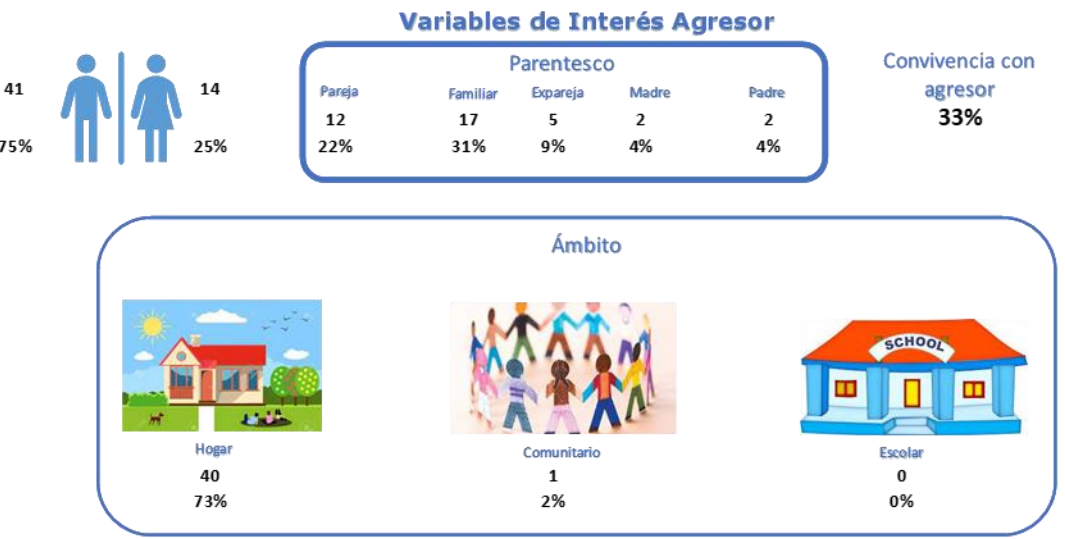 Variables de Interés Agresor
41
14
75%
25%
Parentesco
Pareja Familiar Expareja Madre Padre
12 17 5 2 2
22% 31% 9% 4% 4%
Convivencia con
agresor
33%
Ámbito
SCHOOL
Hogar Comunitario Escolar
40 1 0
73% 2% 0%